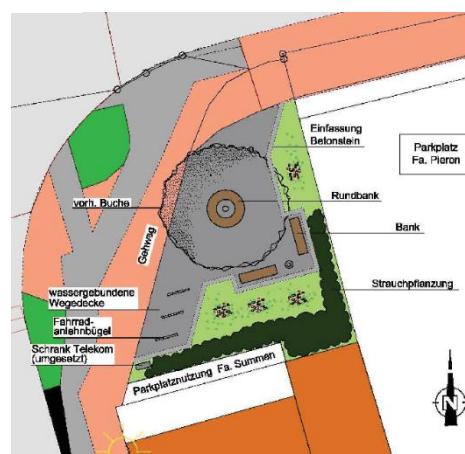 Einfassung
Betonstein
Parkplatz
Fa. Pieron
vorh. Buche
Rundbank
Gehweg
Bank
Strauchpflanzung
wassergebundene
Wegedecke
Fahrrad-
anlehnbügel
Schrank Telekom
(umgesetzt)
Parkplatznutzung Fa. Summen
N